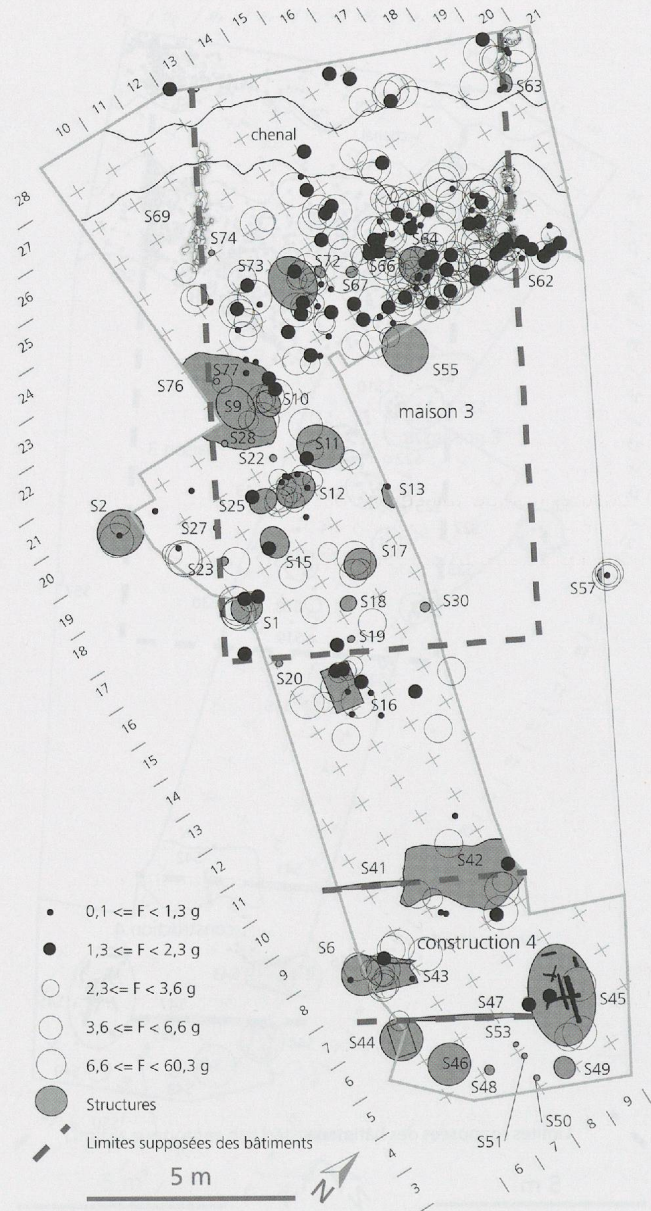 10 11 12 13 14 15 16 17 18 19 20 21
chenal
S63
28
S69
S74
27
S64
S73
S72
S66
S67
S62
26
25
S55
S77
S76
24
S9
S10
maison 3
S28
23
S22
S11
22
S12
S13
S2
S25
21
S27
S15
S17
20
S23
S57
S18
S30
19
S1
S19
18
S20
17
S16
16
15
14
13
S42
12
S41
11
0,1 <= F < 1,3 g
10
1,3 <= F < 2,3 g
construction 4
S6
9
S43
2,3<= F < 3,6 g
S47
S45
8
3,6 <= F < 6,6 g
S53
7
S44
6,6 <= F < 60,3 g
S46
S49
6
S48
Structures
5
S50
S51
Limites supposées des bâtiments
4
3
5 6 7 8 9
5 m
N